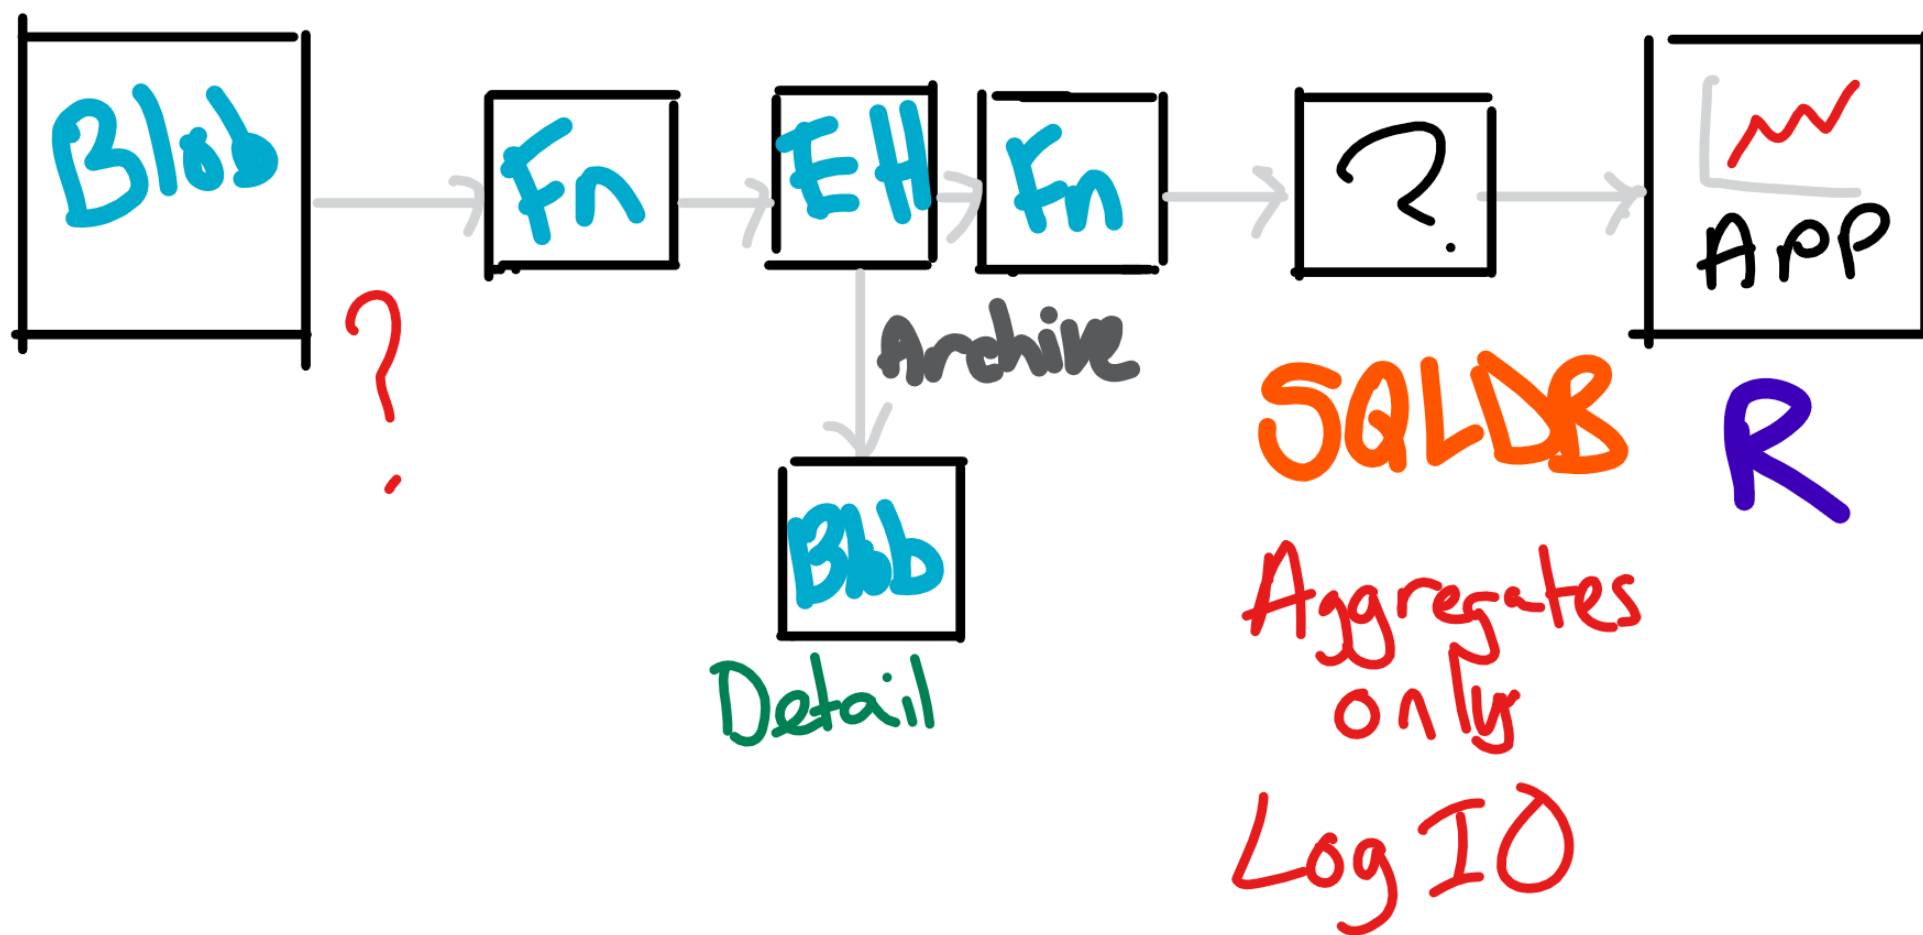 Blob
Fn
EH
Fn
?
APP
?
Archive
SQLDB
R
Blob
Aggregates
only
Detail
Log IO